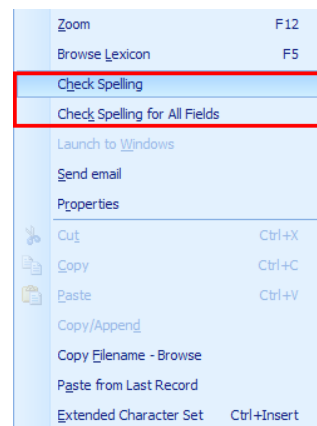 Zoom F12
Browse Lexicon F5
Check Spelling
Check Spelling for All Fields
Launch to Windows
Send email
Properties
Cut Ctrl+X
Copy Ctrl+C
Paste Ctrl+V
Copy/Append
Copy Filename - Browse
Paste from Last Record
Extended Character Set Ctrl+Insert